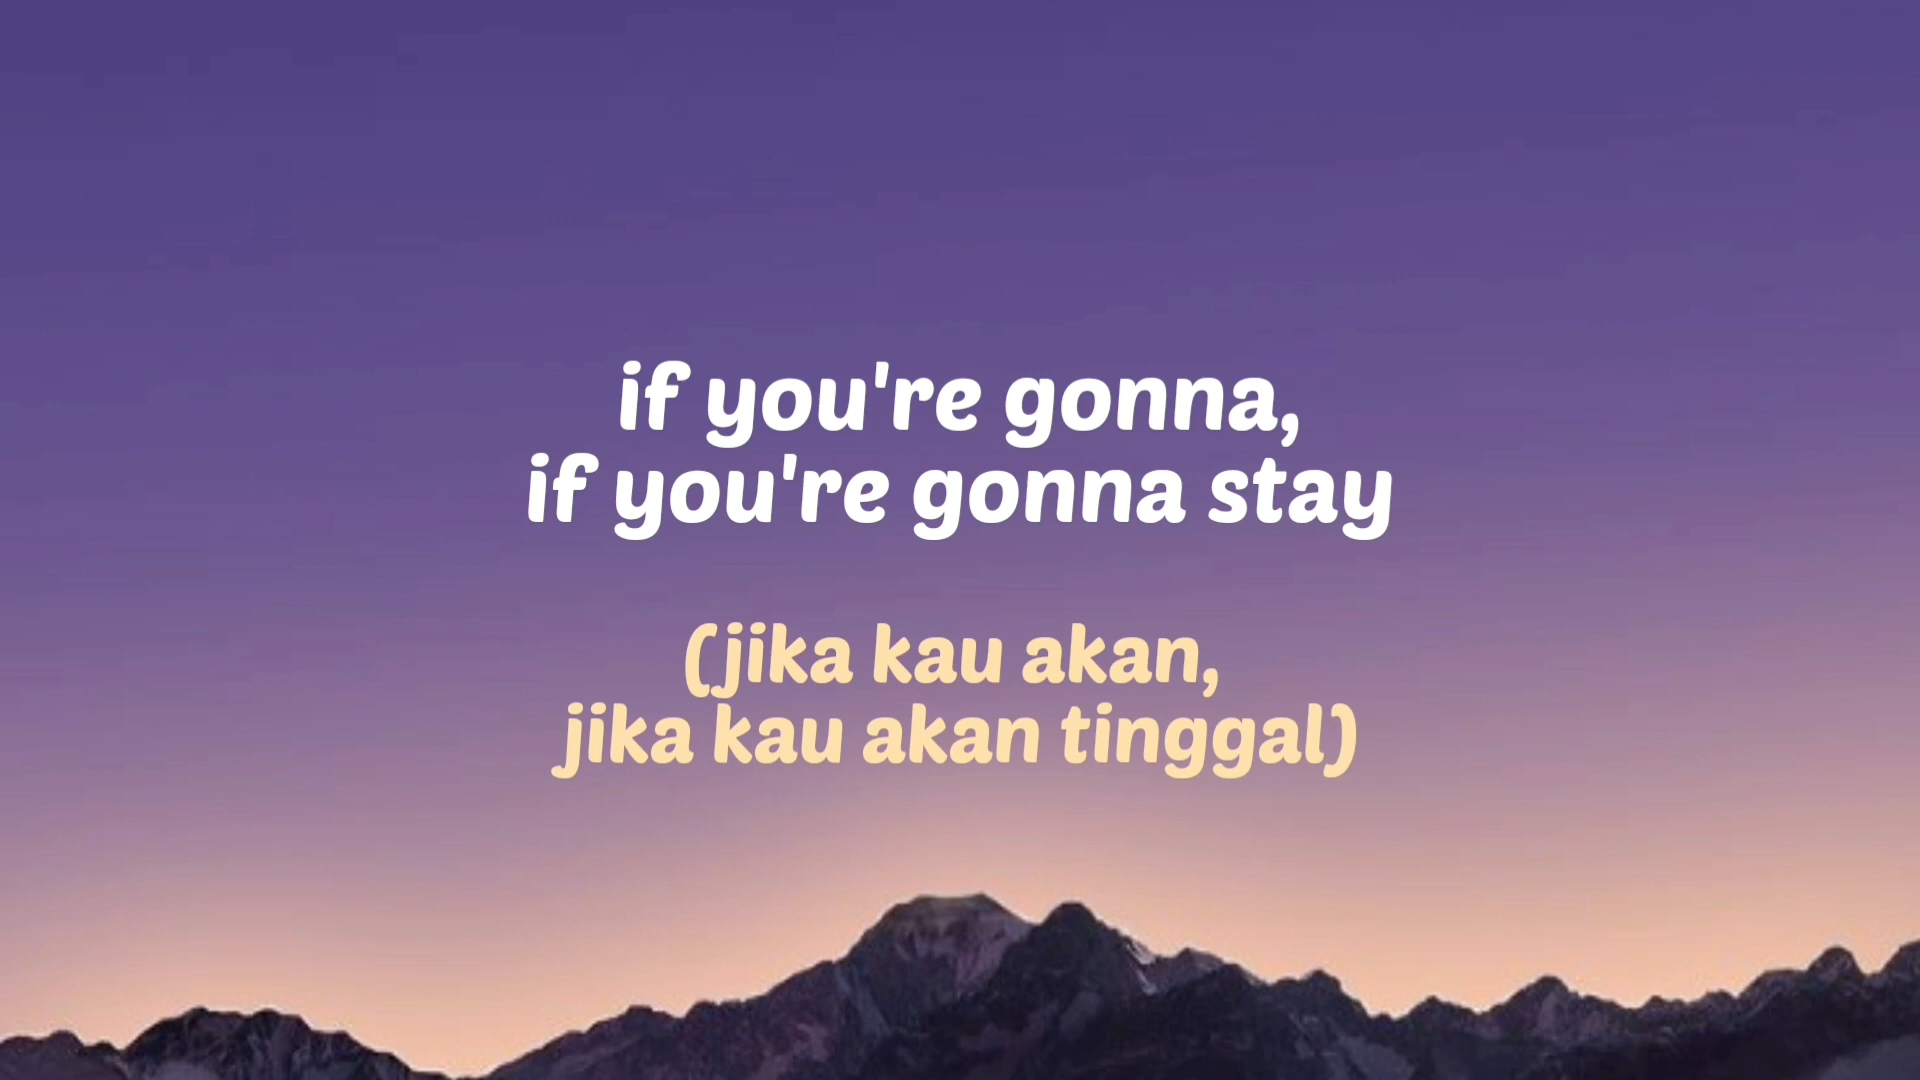 if you're gonna,
if you're gonna stay
(jika kau akan,
jika kau akan tinggal)